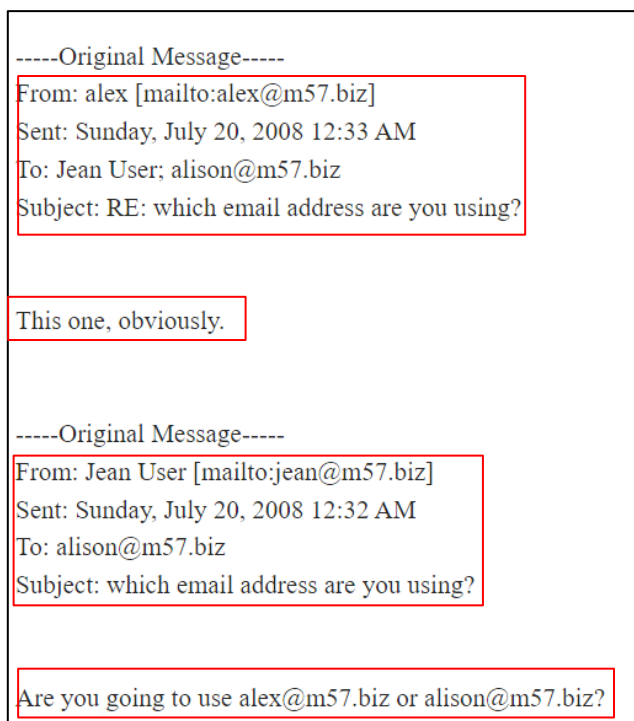 -----Original Message-----
From: alex [mailto:alex@m57.biz]
Sent: Sunday, July 20, 2008 12:33 AM
To: Jean User; alison@m57.biz
Subject: RE: which email address are you using?
This one, obviously.
-----Original Message-----
From: Jean User [mailto:jean@m57.biz]
Sent: Sunday, July 20, 2008 12:32 AM
To: alison@m57.biz
Subject: which email address are you using?
Are you going to use alex@m57.biz or alison@m57.biz?